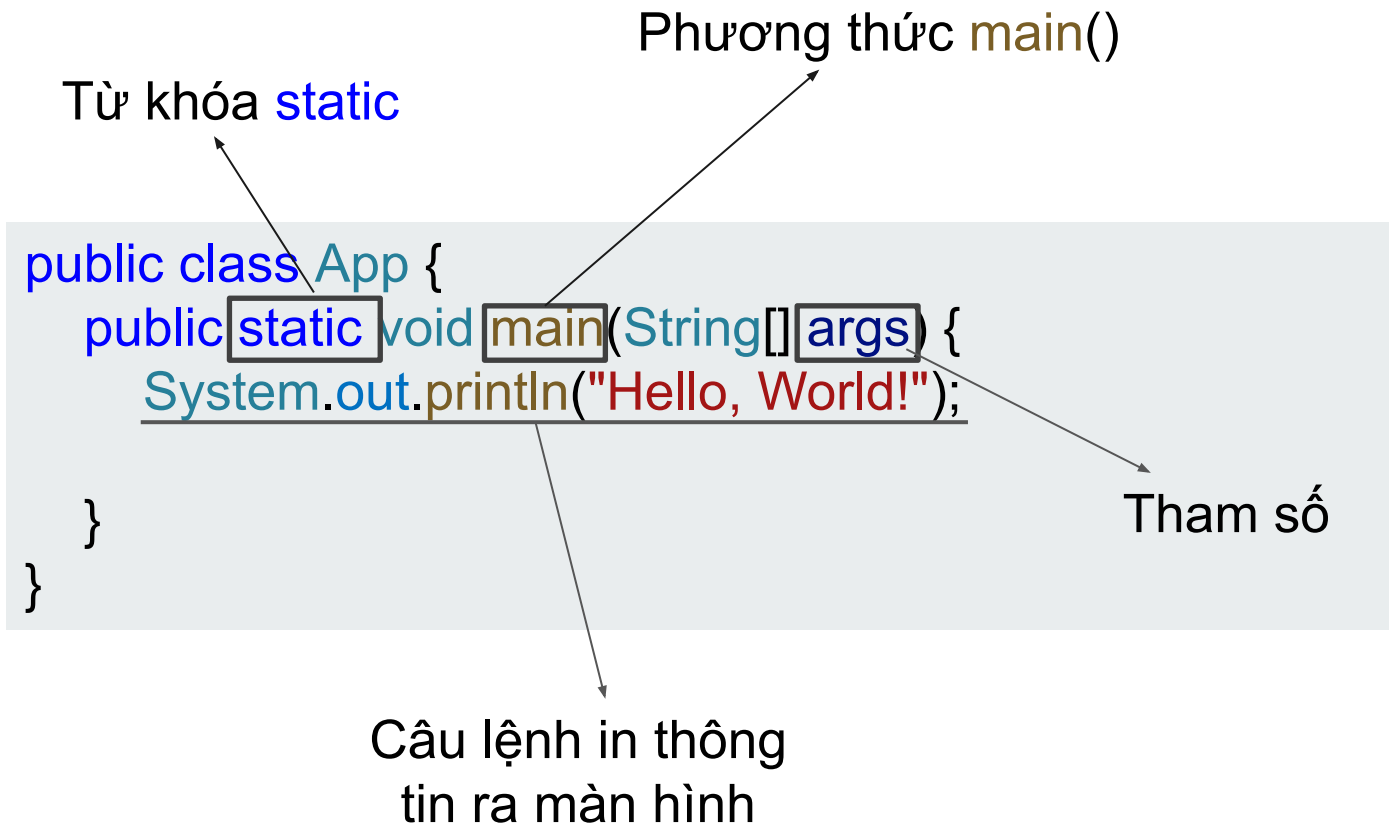 Phương thức main()
Từ khóa static
public class App {
public static void main(String[] args) {
System.out.println("Hello, World!");
}
Tham số
}
Câu lệnh in thông
tin ra màn hình